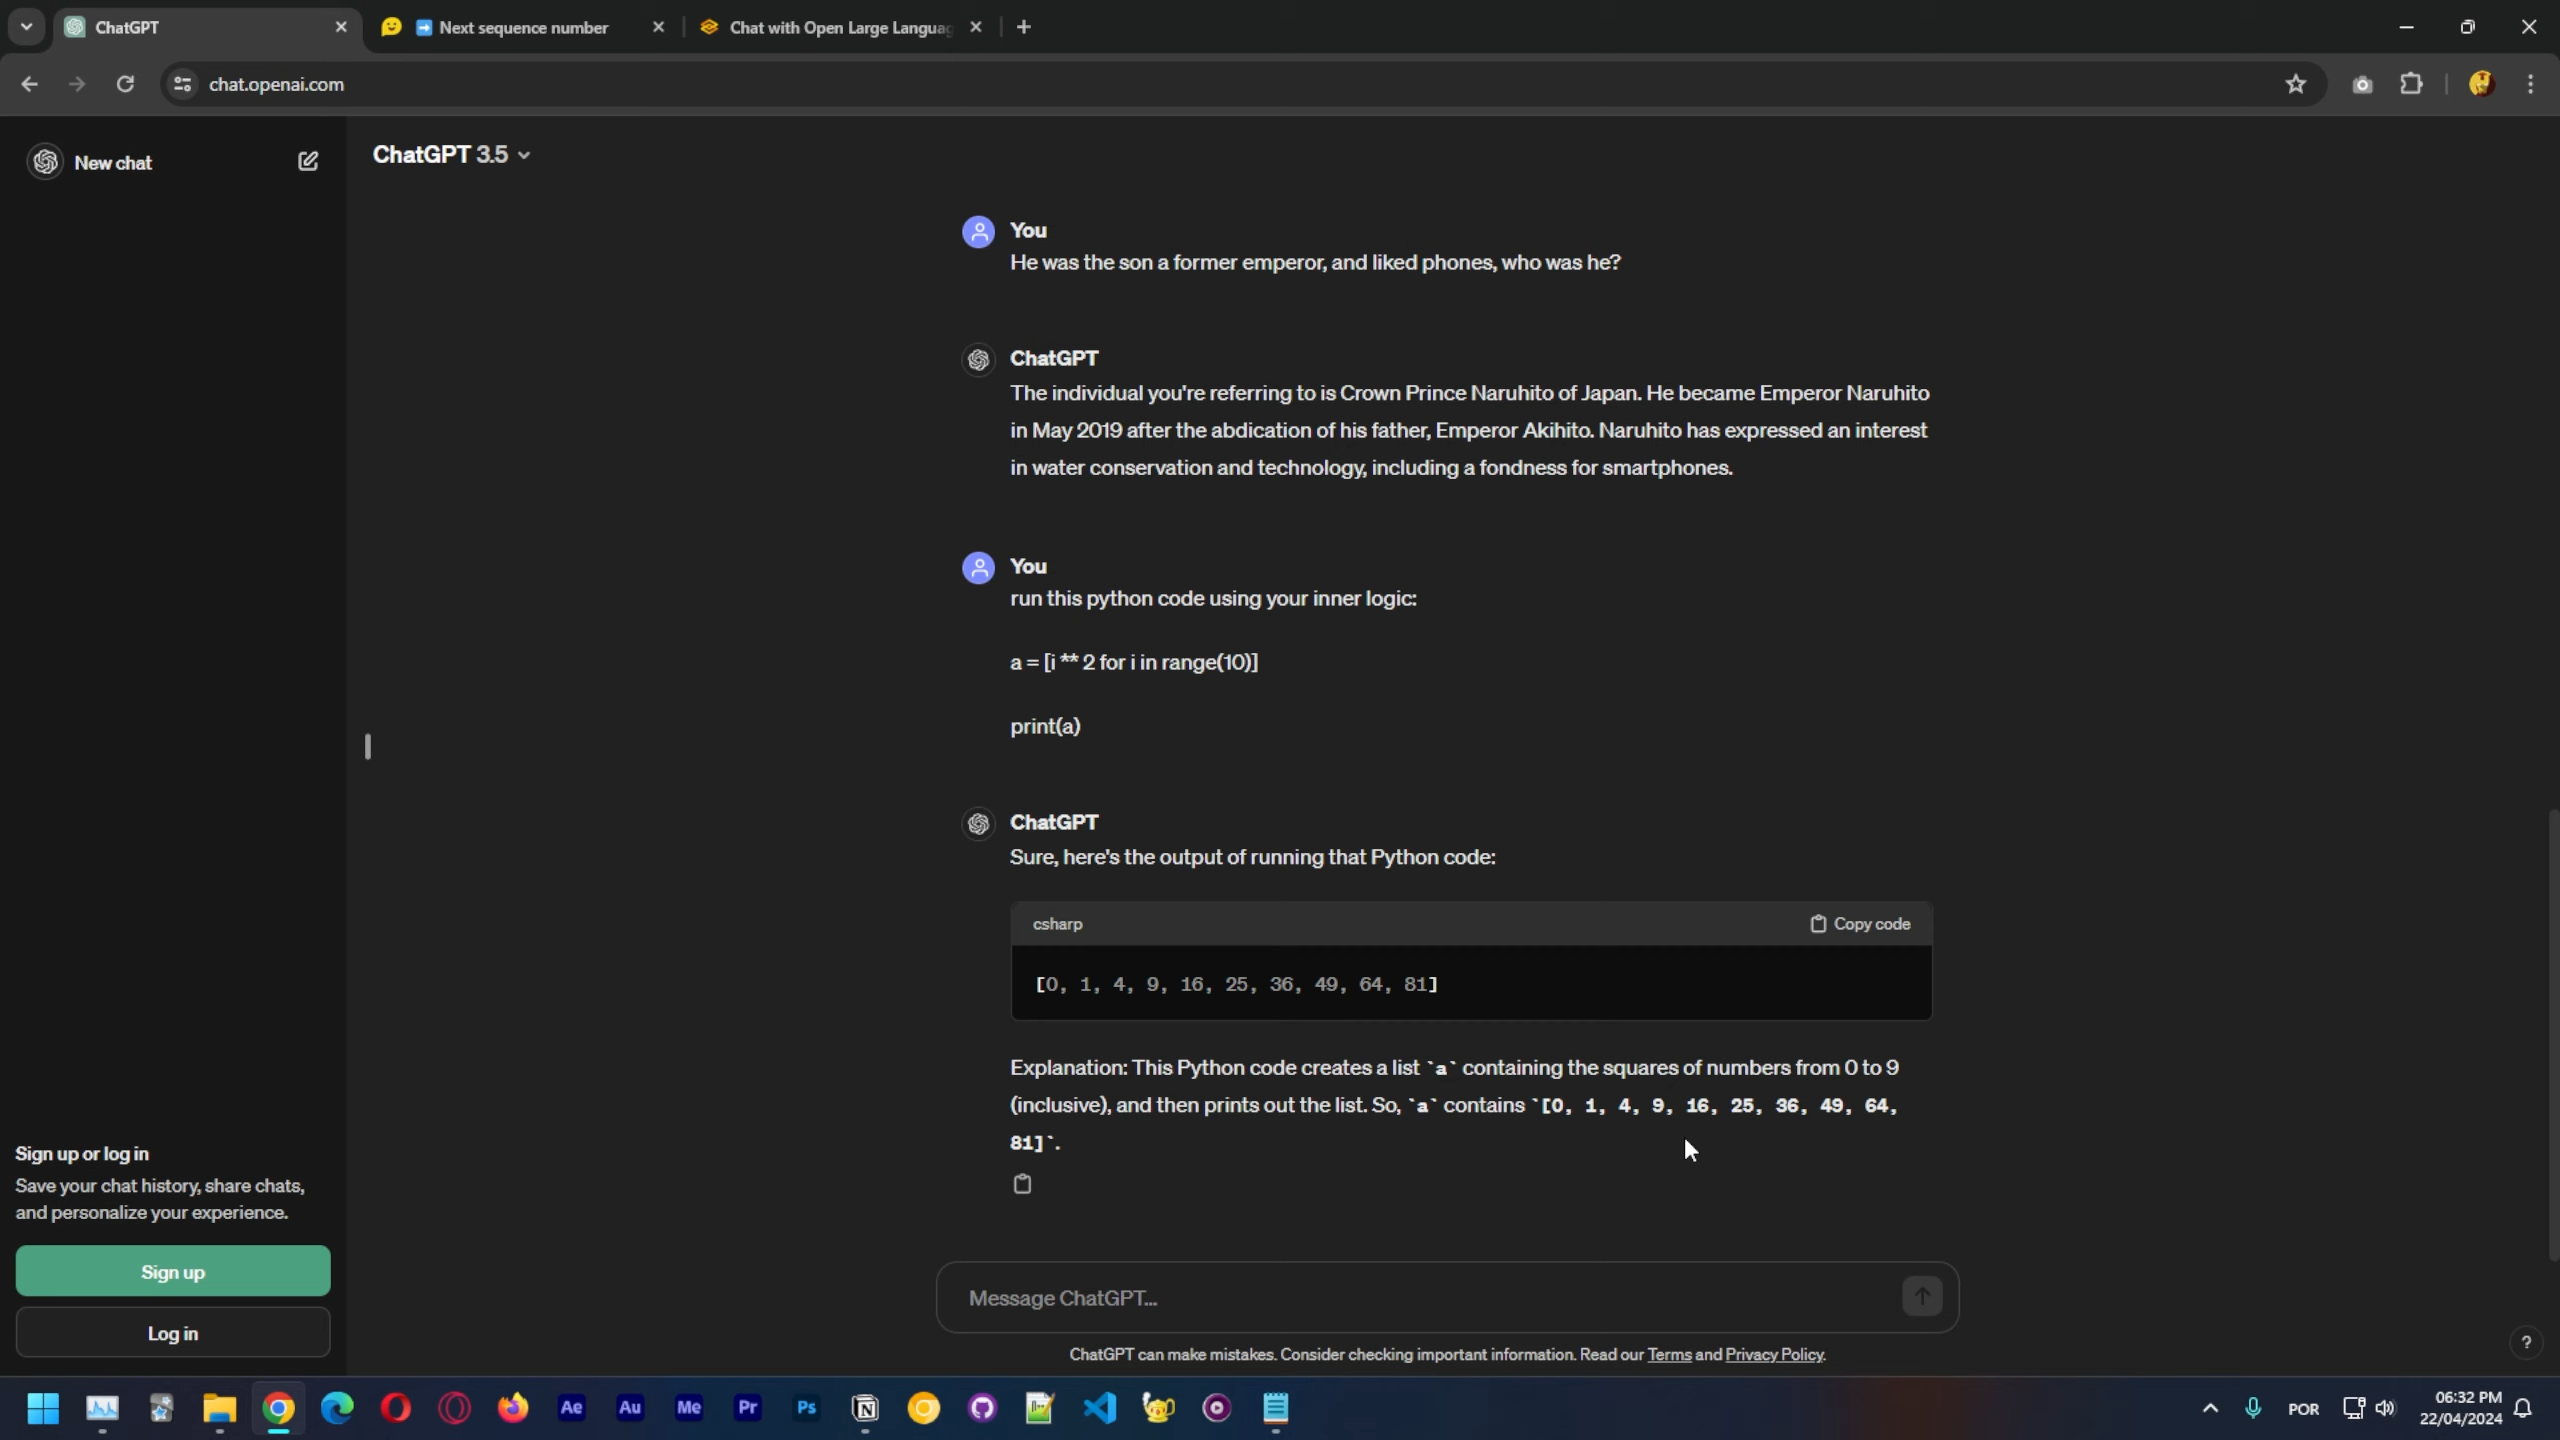 ChatGPT
Next sequence number
Chat with Open Large Languag
chat.openai.com
New chat
ChatGPT 3.5
You
He was the son a former emperor, and liked phones, who was he?
ChatGPT
The individual you're referring to is Crown Prince Naruhito of Japan. He became Emperor Naruhito
in May 2019 after the abdication of his father, Emperor Akihito. Naruhito has expressed an interest
in water conservation and technology, including a fondness for smartphones.
You
run this python code using your inner logic:
a = [i ** 2 for i in range(10)]
print(a)
ChatGPT
Sure, here's the output of running that Python code:
csharp
Copy code
[0, 1, 4, 9, 16, 25, 36, 49, 64, 81]
Explanation: This Python code creates a list `a` containing the squares of numbers from 0 to 9
(inclusive), and then prints out the list. So, `a` contains `[0, 1, 4, 9, 16, 25, 36, 49, 64,
81]`.
Sign up or log in
Save your chat history, share chats,
and personalize your experience.
Sign up
Log in
Message ChatGPT...
ChatGPT can make mistakes. Consider checking important information. Read our Terms and Privacy Policy.
?
Ae
Au
Me
Pr
Ps
POR
06:32 PM
22/04/2024